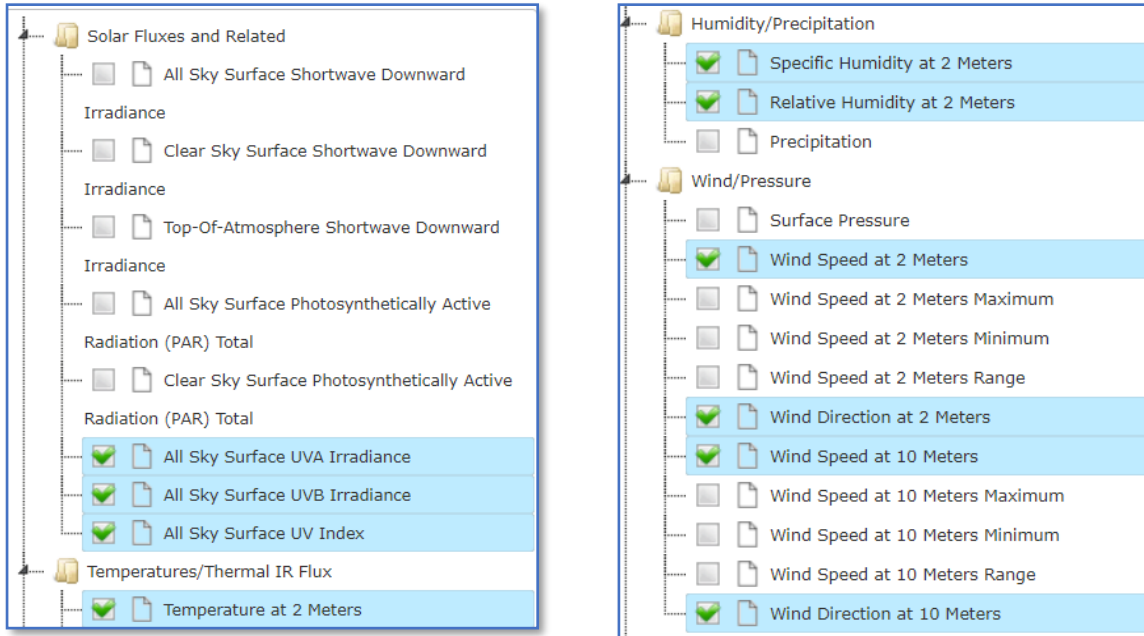 Solar Fluxes and Related
All Sky Surface Shortwave Downward
Irradiance
Clear Sky Surface Shortwave Downward
Irradiance
Top-Of-Atmosphere Shortwave Downward
Irradiance
All Sky Surface Photosynthetically Active
Radiation (PAR) Total
Clear Sky Surface Photosynthetically Active
Radiation (PAR) Total
All Sky Surface UVA Irradiance
All Sky Surface UVB Irradiance
All Sky Surface UV Index
Temperatures/Thermal IR Flux
Temperature at 2 Meters
Humidity/Precipitation
Specific Humidity at 2 Meters
Relative Humidity at 2 Meters
Precipitation
Wind/Pressure
Surface Pressure
Wind Speed at 2 Meters
Wind Speed at 2 Meters Maximum
Wind Speed at 2 Meters Minimum
Wind Speed at 2 Meters Range
Wind Direction at 2 Meters
Wind Speed at 10 Meters
Wind Speed at 10 Meters Maximum
Wind Speed at 10 Meters Minimum
Wind Speed at 10 Meters Range
Wind Direction at 10 Meters